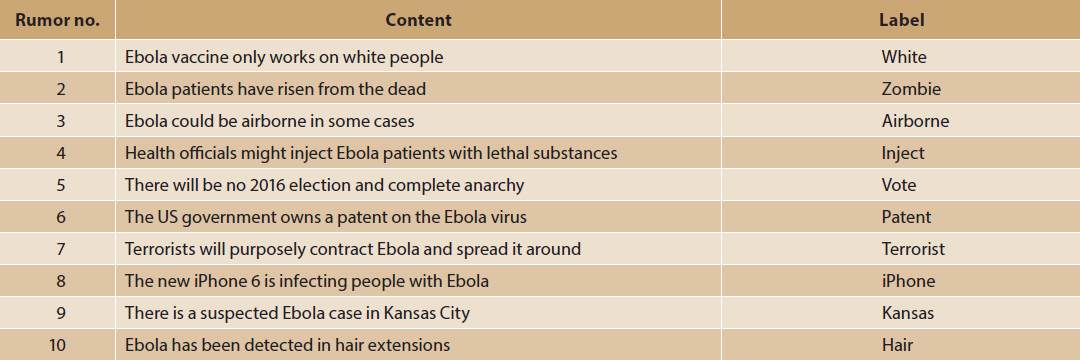 Rumor no. Content Label
1 Ebola vaccine only works on white people White
2 Ebola patients have risen from the dead Zombie
3 Ebola could be airborne in some cases Airborne
4 Health officials might inject Ebola patients with lethal substances Inject
5 There will be no 2016 election and complete anarchy Vote
6 The US government owns a patent on the Ebola virus Patent
7 Terrorists will purposely contract Ebola and spread it around Terrorist
8 The new iPhone 6 is infecting people with Ebola iPhone
9 There is a suspected Ebola case in Kansas City Kansas
10 Ebola has been detected in hair extensions Hair